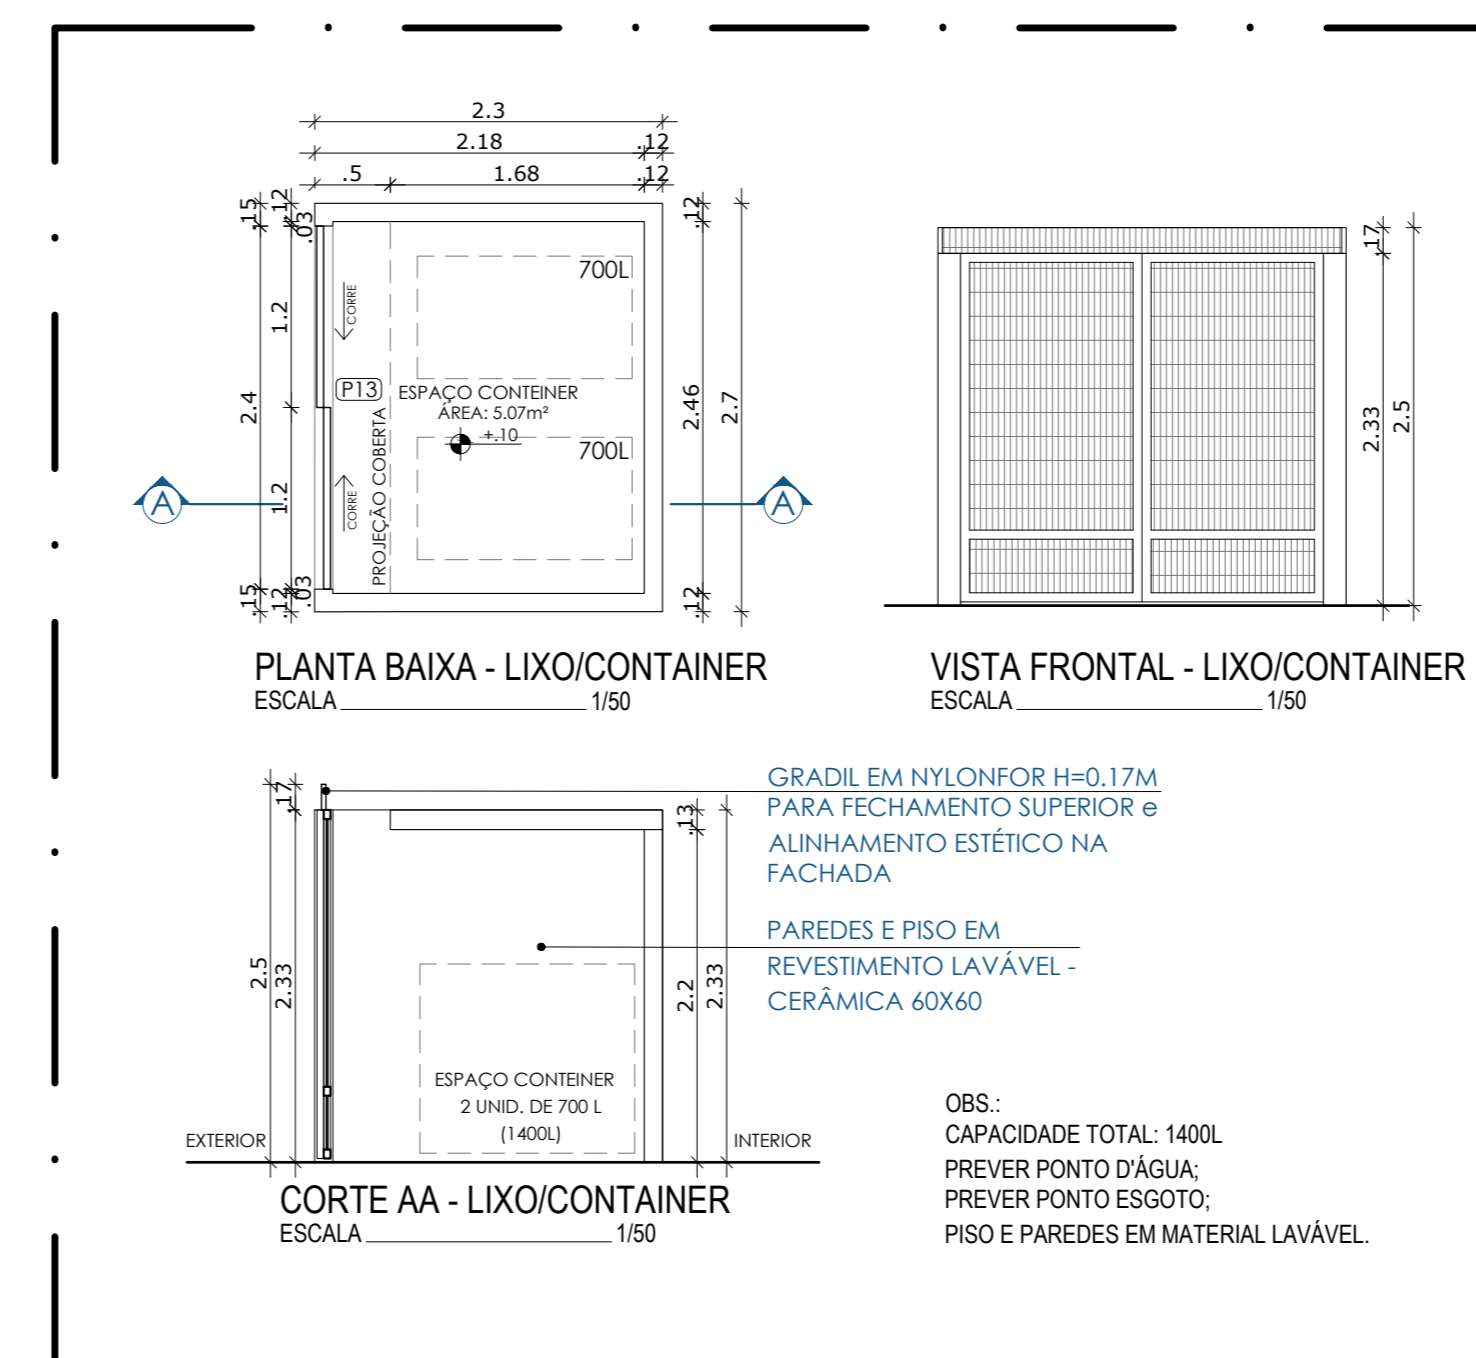 2.3
2.18 .12
.5 1.68 .12
.15 .12 .03 .12
700L
CORRE
1.2
P13 ESPAÇO CONTEINER
ÁREA: 5.07m²
+.10
2.4 2.46 2.7
PROJEÇÃO COBERTA
700L
A A
1.2
CORRE
.15 .12 .03 .12
PLANTA BAIXA - LIXO/CONTAINER
ESCALA 1/50
.17
2.33 2.5
VISTA FRONTAL - LIXO/CONTAINER
ESCALA 1/50
GRADIL EM NYLONFOR H=0.17M
PARA FECHAMENTO SUPERIOR e
ALINHAMENTO ESTÉTICO NA
FACHADA
.17 .13
PAREDES E PISO EM
REVESTIMENTO LAVÁVEL -
CERÂMICA 60X60
2.5 2.33 2.2 2.33
ESPAÇO CONTEINER
2 UNID. DE 700 L
(1400L)
EXTERIOR INTERIOR
CORTE AA - LIXO/CONTAINER
ESCALA 1/50
OBS.:
CAPACIDADE TOTAL: 1400L
PREVER PONTO D'ÁGUA;
PREVER PONTO ESGOTO;
PISO E PAREDES EM MATERIAL LAVÁVEL.